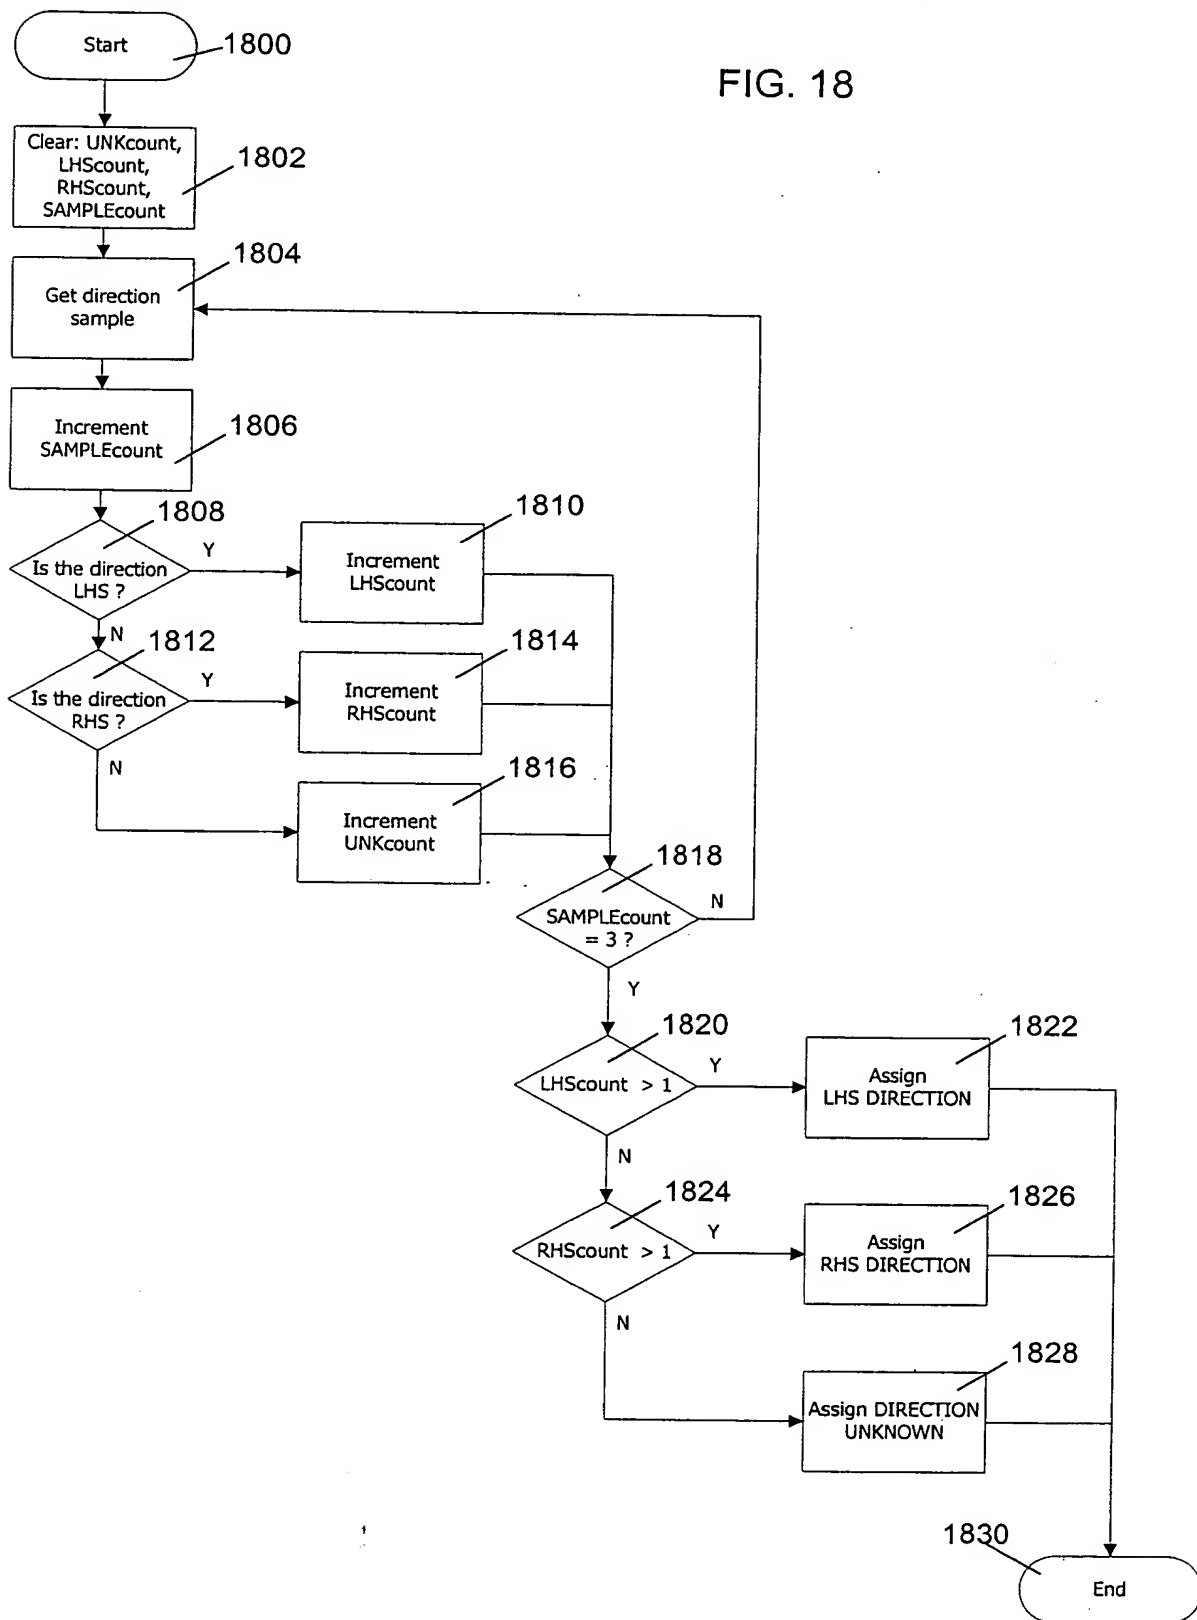 FIG. 18
Start
1800
Clear: UNKcount,
LHScount,
RHScount,
SAMPLEcount
1802
Get direction
sample
1804
Increment
SAMPLEcount
1806
Is the direction
LHS ?
1808
Y
N
Increment
LHScount
1810
Is the direction
RHS ?
1812
Y
N
Increment
RHScount
1814
Increment
UNKcount
1816
SAMPLEcount
= 3 ?
1818
N
Y
LHScount > 1
1820
Y
N
Assign
LHS DIRECTION
1822
RHScount > 1
1824
Y
N
Assign
RHS DIRECTION
1826
Assign DIRECTION
UNKNOWN
1828
1830
End